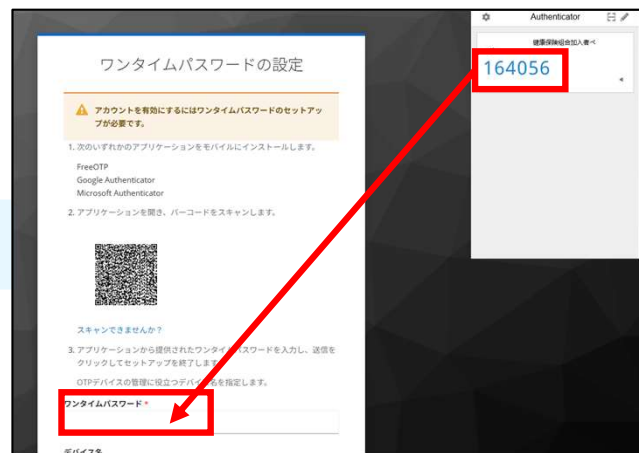 ワンタイムパスワードの設定
アカウントを有効にするにはワンタイムパスワードのセットアッ
プが必要です。
1. 次のいずれかのアプリケーションをモバイルにインストールします。
FreeOTP
Google Authenticator
Microsoft Authenticator
2. アプリケーションを開き、バーコードをスキャンします。
スキャンできませんか？
3. アプリケーションから提供されたワンタイムパスワードを入力し、送信を
クリックしてセットアップを終了します
OTPデバイスの管理に役立つデバイス名を指定します。
ワンタイムパスワード *
デバイス名
Authenticator
健康保険組合加入者ペ
164056